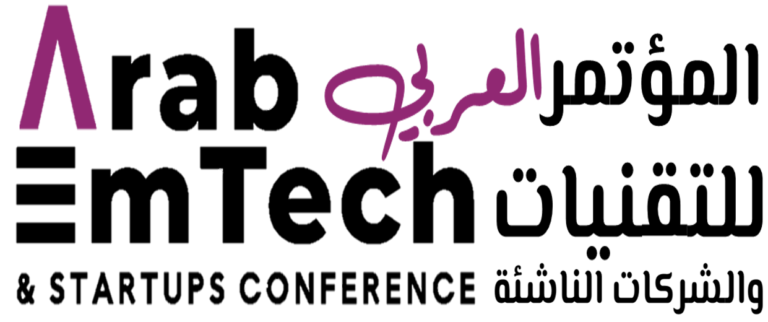 Arab
EmTech
& STARTUPS CONFERENCE
المؤتمر العربي
للتقنيات
والشركات الناشئة